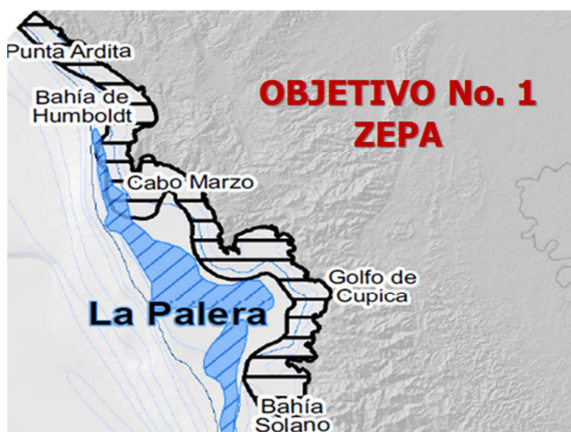 Punta Ardita
Bahía de
Humboldt
OBJETIVO No. 1
ZEPA
Cabo Marzo
Golfo de
Cupica
La Palera
Bahía
Solano